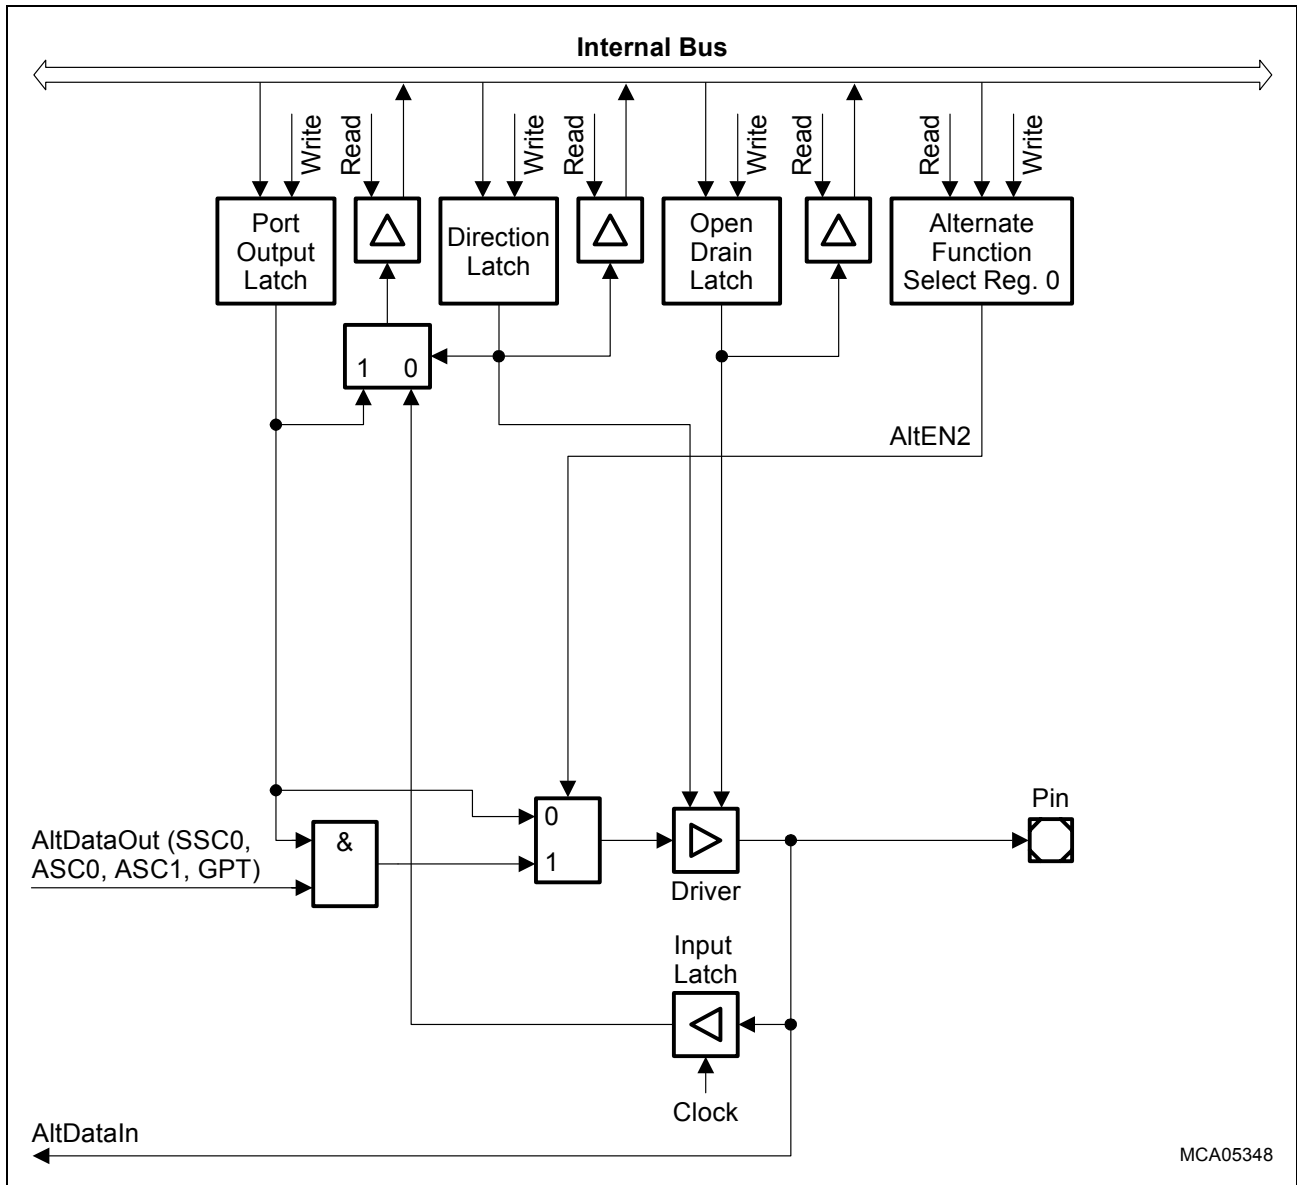 Internal Bus
Write
Read
Write
Read
Write
Read
Read
Write
Port
Output
Latch
Direction
Latch
Open
Drain
Latch
Alternate
Function
Select Reg. 0
1 0
AltEN2
AltDataOut (SSC0,
ASC0, ASC1, GPT)
&
0
1
Driver
Pin
Input
Latch
Clock
AltDataIn
MCA05348